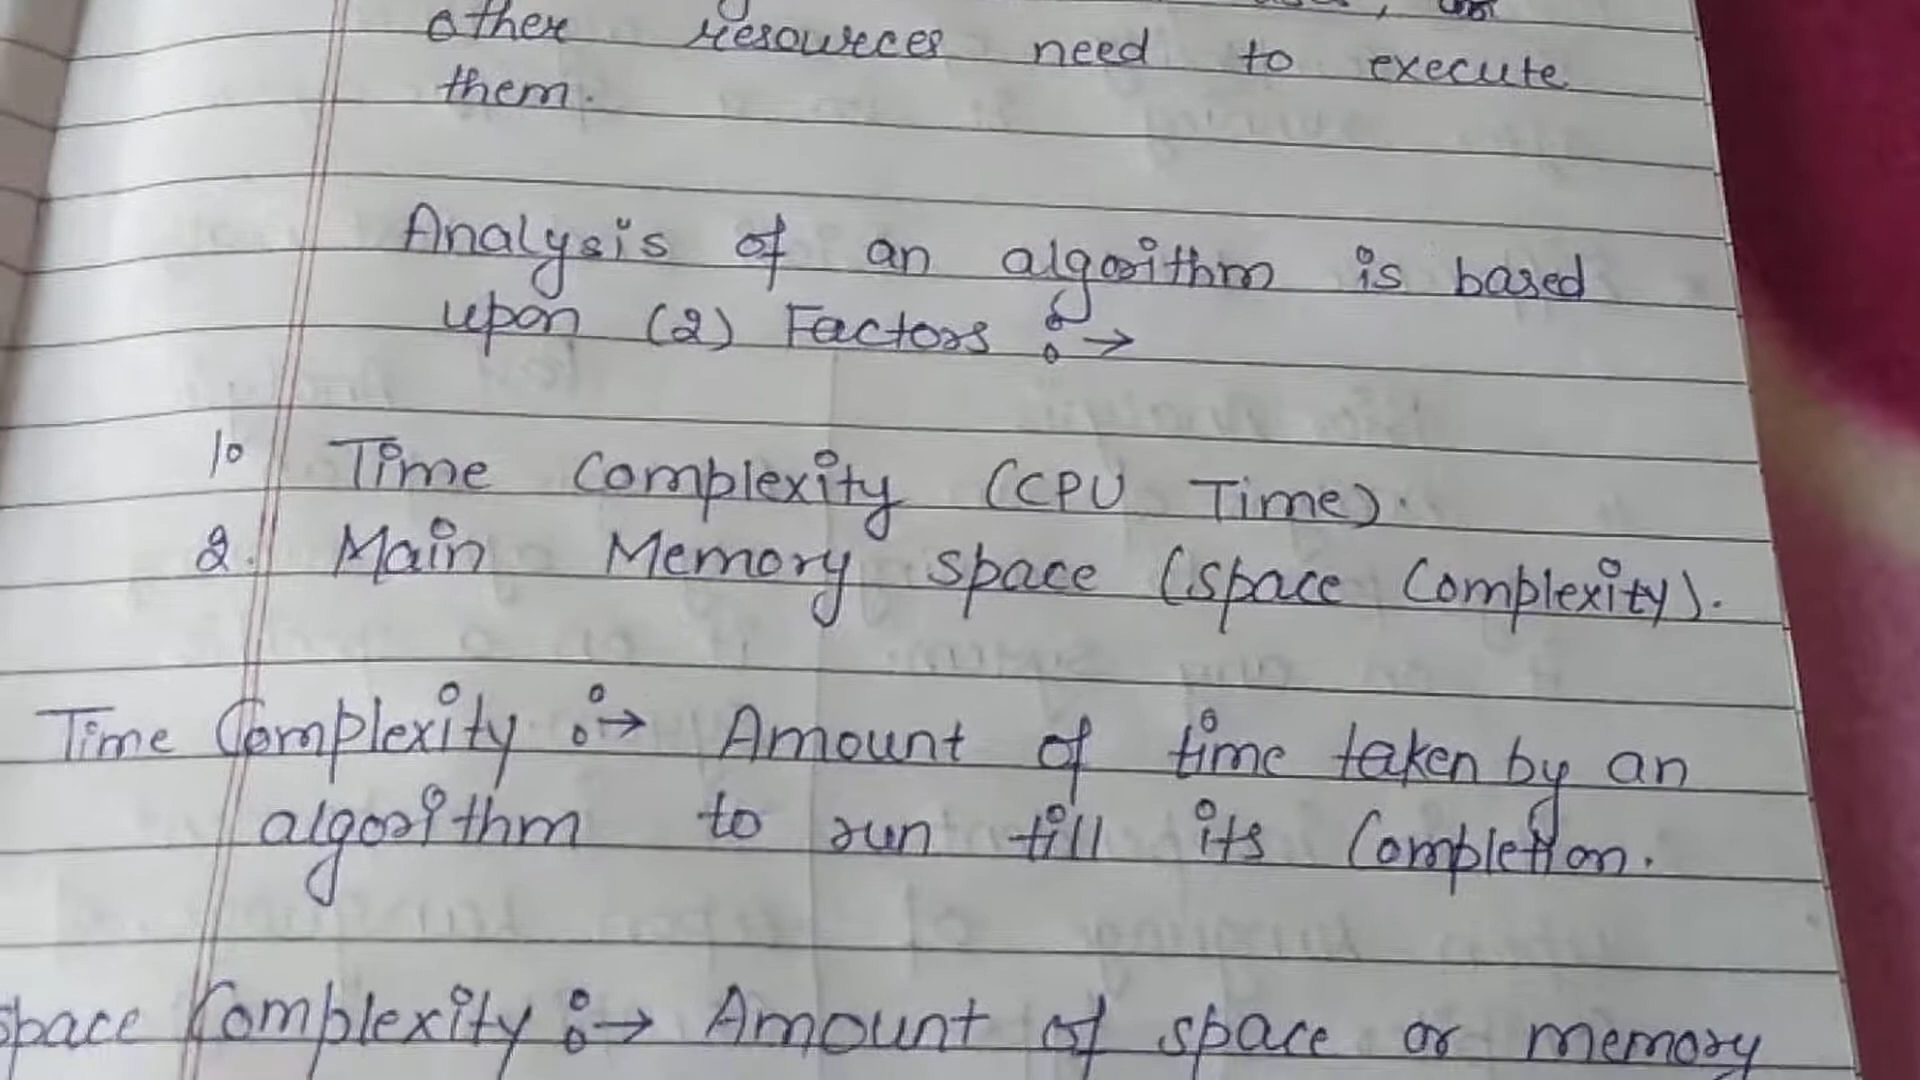 other resources need to execute
them.
Analysis of an algorithm is based
upon (2) Factors :→
1. Time Complexity (CPU Time).
2. Main Memory space (space Complexity).
Time Complexity :→ Amount of time taken by an
algorithm to run till its Completion.
Space Complexity :→ Amount of space or memory